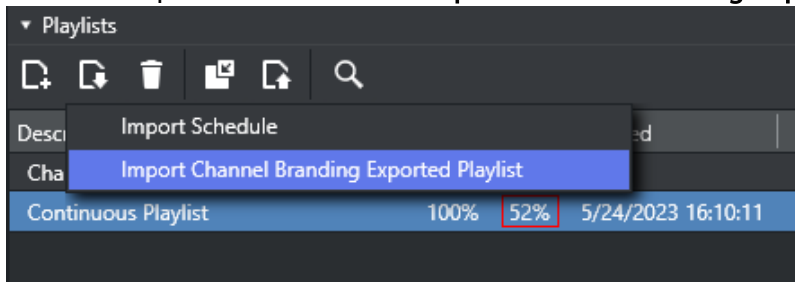 Playlists
Import Schedule
Import Channel Branding Exported Playlist
Continuous Playlist 100% 52% 5/24/2023 16:10:11